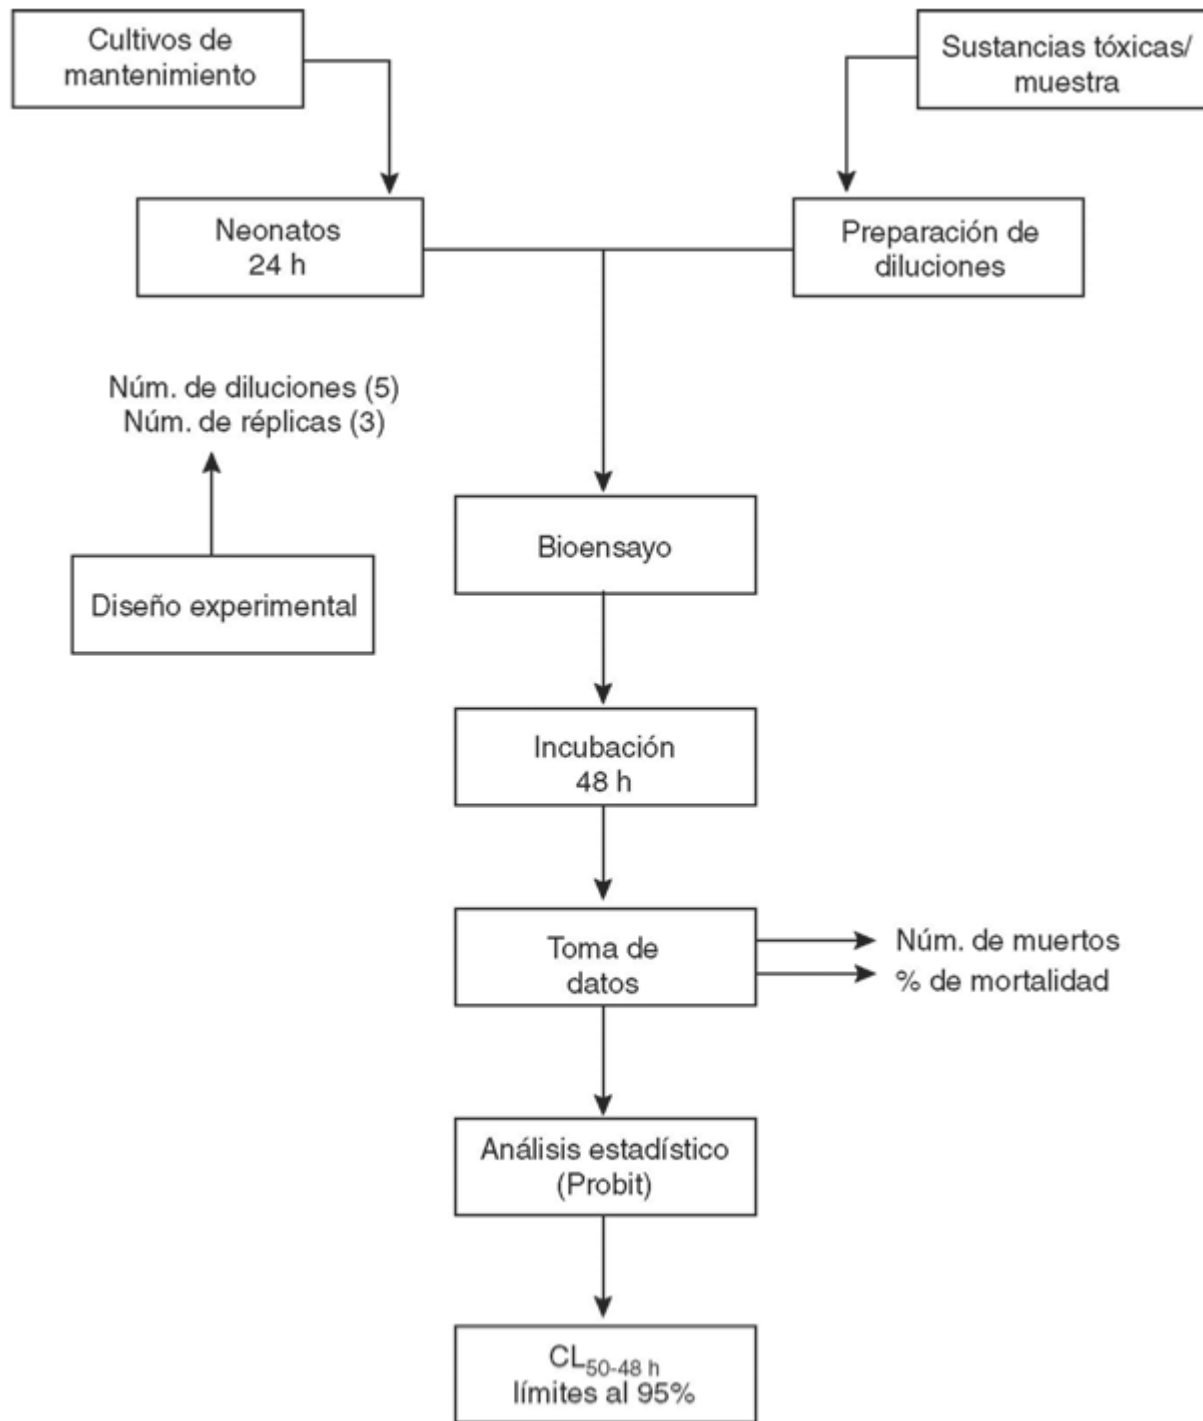 Cultivos de
mantenimiento
Sustancias tóxicas/
muestra
Neonatos
24 h
Preparación de
diluciones
Núm. de diluciones (5)
Núm. de réplicas (3)
Diseño experimental
Bioensayo
Incubación
48 h
Toma de
datos
Núm. de muertos
% de mortalidad
Análisis estadístico
(Probit)
CL50-48 h
límites al 95%